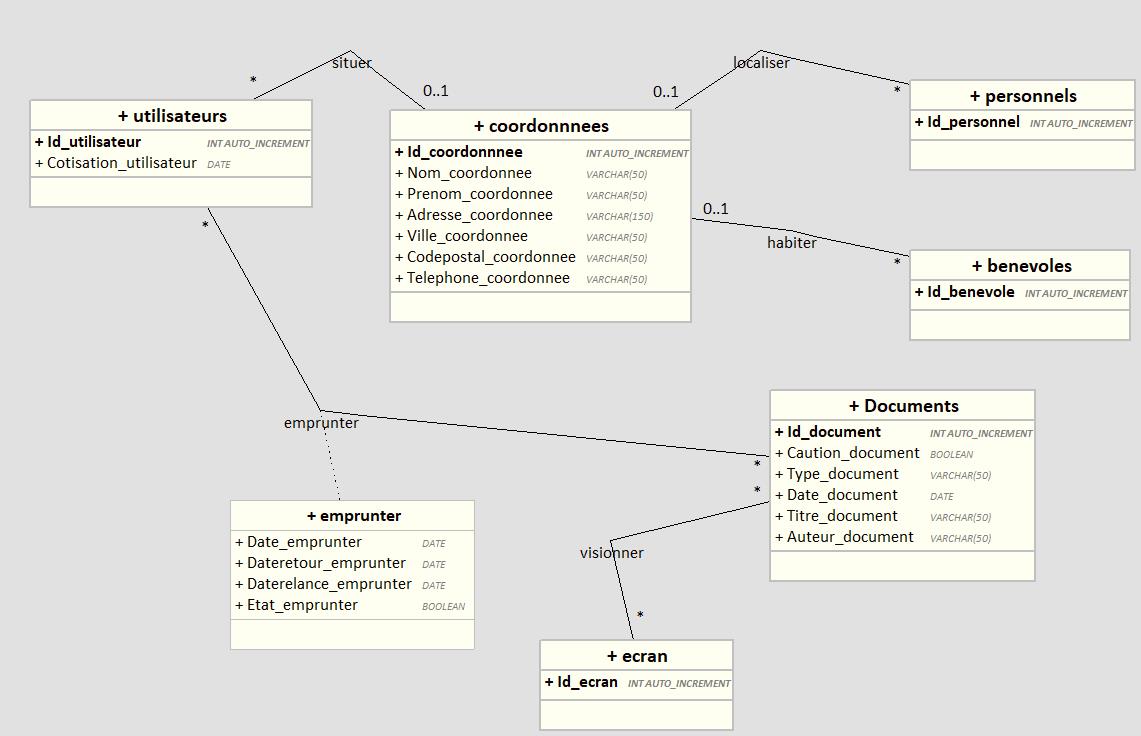 situer
*
0..1
+ utilisateurs
+ Id_utilisateur INT AUTO_INCREMENT
+ Cotisation_utilisateur DATE
*
localiser
0..1
*
+ coordonnnees
+ Id_coordonnnee INT AUTO_INCREMENT
+ Nom_coordonnee VARCHAR(50)
+ Prenom_coordonnee VARCHAR(50)
+ Adresse_coordonnee VARCHAR(150)
+ Ville_coordonnee VARCHAR(50)
+ Codepostal_coordonnee VARCHAR(50)
+ Telephone_coordonnee VARCHAR(50)
+ personnels
+ Id_personnel INT AUTO_INCREMENT
0..1
habiter
*
+ benevoles
+ Id_benevole INT AUTO_INCREMENT
emprunter
*
+ Documents
+ Id_document INT AUTO_INCREMENT
+ Caution_document BOOLEAN
+ Type_document VARCHAR(50)
+ Date_document DATE
+ Titre_document VARCHAR(50)
+ Auteur_document VARCHAR(50)
*
+ emprunter
+ Date_emprunter DATE
+ Dateretour_emprunter DATE
+ Daterelance_emprunter DATE
+ Etat_emprunter BOOLEAN
visionner
*
+ ecran
+ Id_ecran INT AUTO_INCREMENT